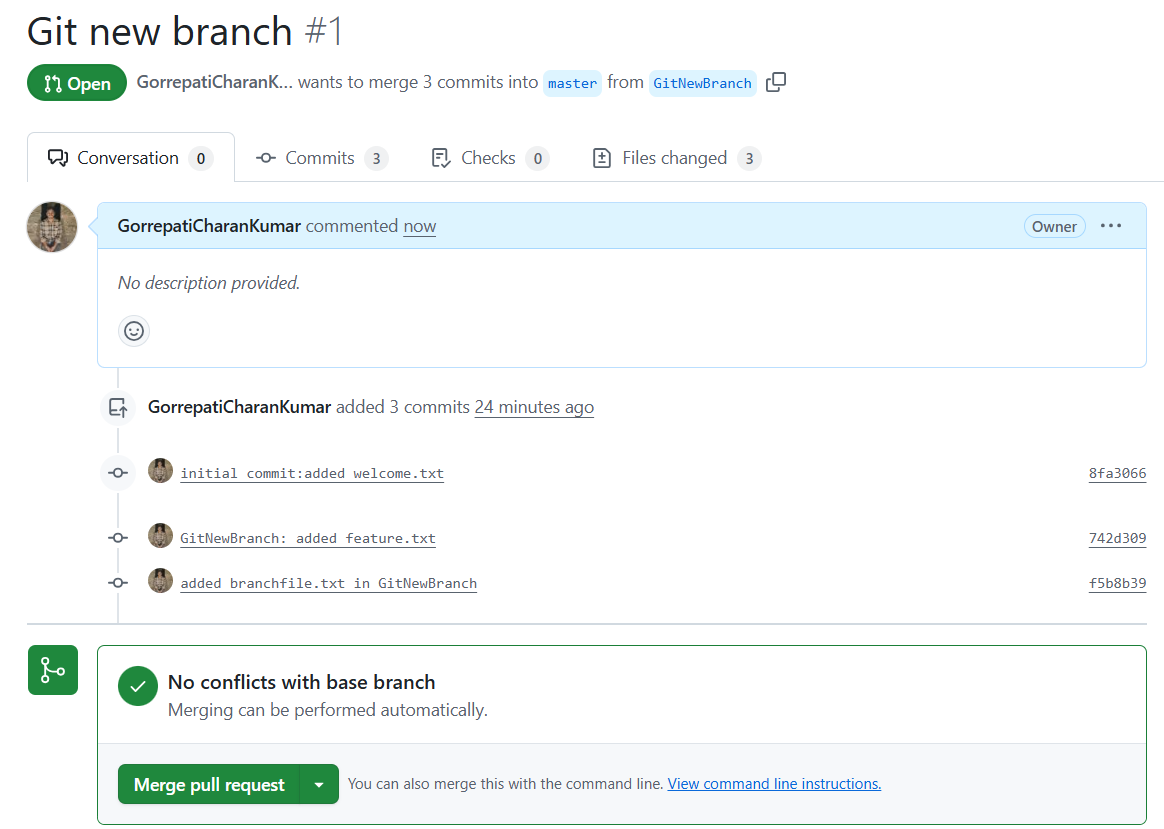 Git new branch #1
Open GorrepatiCharanK... wants to merge 3 commits into master from GitNewBranch
Conversation 0 Commits 3 Checks 0 Files changed 3
GorrepatiCharanKumar commented now Owner
No description provided.
GorrepatiCharanKumar added 3 commits 24 minutes ago
initial commit:added welcome.txt 8fa3066
GitNewBranch: added feature.txt 742d309
added branchfile.txt in GitNewBranch f5b8b39
No conflicts with base branch
Merging can be performed automatically.
Merge pull request You can also merge this with the command line. View command line instructions.